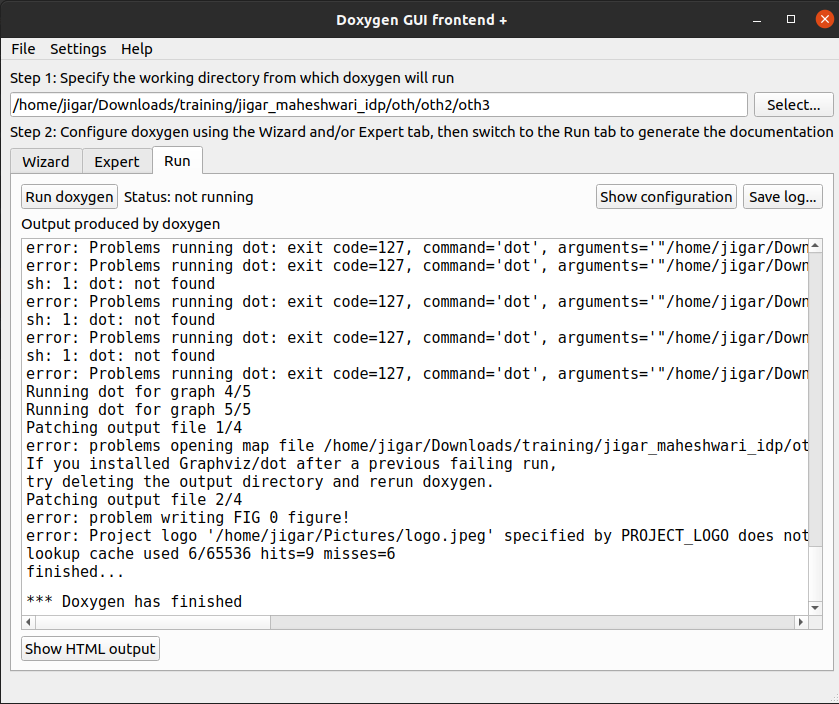 Doxygen GUI frontend +
File Settings Help
Step 1: Specify the working directory from which doxygen will run
/home/jigar/Downloads/training/jigar_maheshwari_idp/oth/oth2/oth3
Select...
Step 2: Configure doxygen using the Wizard and/or Expert tab, then switch to the Run tab to generate the documentation
Wizard Expert Run
Run doxygen Status: not running Show configuration Save log...
Output produced by doxygen
error: Problems running dot: exit code=127, command='dot', arguments='"/home/jigar/Down
error: Problems running dot: exit code=127, command='dot', arguments='"/home/jigar/Down
sh: 1: dot: not found
error: Problems running dot: exit code=127, command='dot', arguments='"/home/jigar/Down
sh: 1: dot: not found
error: Problems running dot: exit code=127, command='dot', arguments='"/home/jigar/Down
sh: 1: dot: not found
error: Problems running dot: exit code=127, command='dot', arguments='"/home/jigar/Down
Running dot for graph 4/5
Running dot for graph 5/5
Patching output file 1/4
error: problems opening map file /home/jigar/Downloads/training/jigar_maheshwari_idp/ot
If you installed Graphviz/dot after a previous failing run,
try deleting the output directory and rerun doxygen.
Patching output file 2/4
error: problem writing FIG 0 figure!
error: Project logo '/home/jigar/Pictures/logo.jpeg' specified by PROJECT_LOGO does not
lookup cache used 6/65536 hits=9 misses=6
finished...
*** Doxygen has finished
Show HTML output